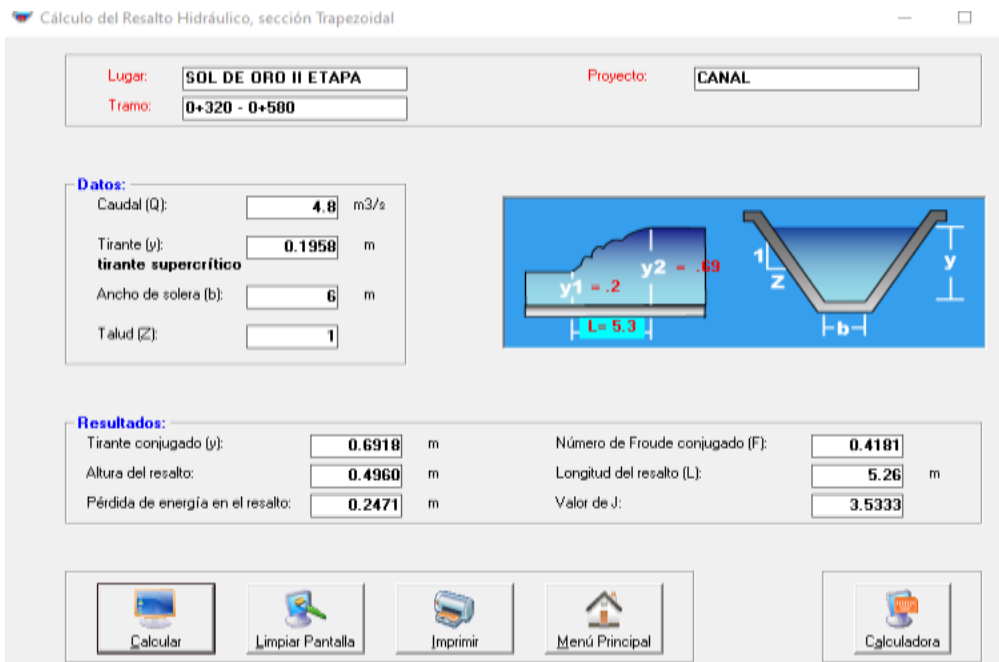 Cálculo del Resalto Hidráulico, sección Trapezoidal
Lugar: SOL DE ORO II ETAPA Proyecto: CANAL
Tramo: 0+320 - 0+580
Datos:
Caudal (Q): 4.8 m3/s
Tirante (y): 0.1958 m
tirante supercrítico
Ancho de solera (b): 6 m
Talud (Z): 1
y2 = .69
y1 = .2
L= 5.3
1
Z
y
b
Resultados:
Tirante conjugado (y): 0.6918 m Número de Froude conjugado (F): 0.4181
Altura del resalto: 0.4960 m Longitud del resalto (L): 5.26 m
Pérdida de energía en el resalto: 0.2471 m Valor de J: 3.5333
Calcular Limpiar Pantalla Imprimir Menú Principal Calculadora